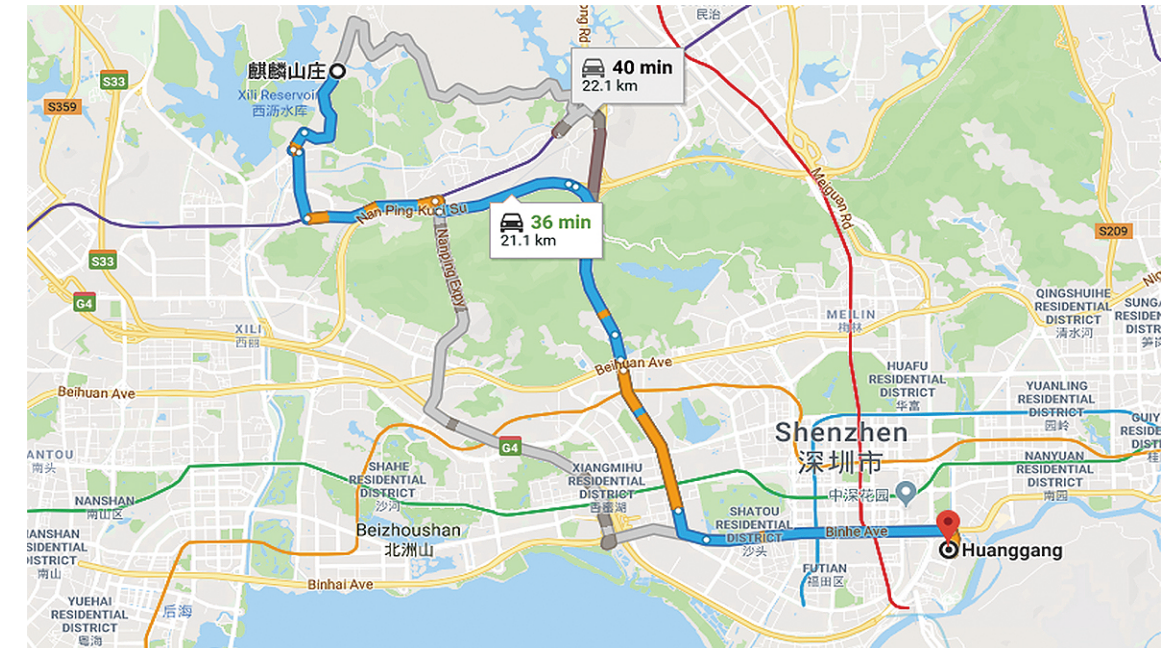 民治
ong Rd
麒麟山庄
40 min
22.1 km
S33
Xili Reservoir
西沥水库
S359
Meiguan Rd
Nan Ping Kuai Su
36 min
21.1 km
S209
S33
Nanping Expy
G4
QINGSHUIHE
RESIDENTIAL
DISTRICT
清水河
MEILIN
梅林
XILI
西丽
Beihuan Ave
HUAFU
RESIDENTIAL
DISTRICT
华富
Beihuan Ave
YUANLING
RESIDENTIAL
DISTRICT
园岭
Shenzhen
深圳市
G4
ANTOU
南头
SHAHE
RESIDENTIAL
DISTRICT
沙河
XIANGMIHU
RESIDENTIAL
DISTRICT
香蜜湖
NANYUAN
RESIDENTIAL
DISTRICT
南园
中深花园
NANSHAN
南山区
SHATOU
RESIDENTIAL
DISTRICT
沙头
Beizhoushan
北洲山
Binhe Ave
Huanggang
ANSHAN
SIDENTIAL
DISTRICT
南山
FUTIAN
福田区
Binhai Ave
YUEHAI
RESIDENTIAL
DISTRICT
粤海
后海